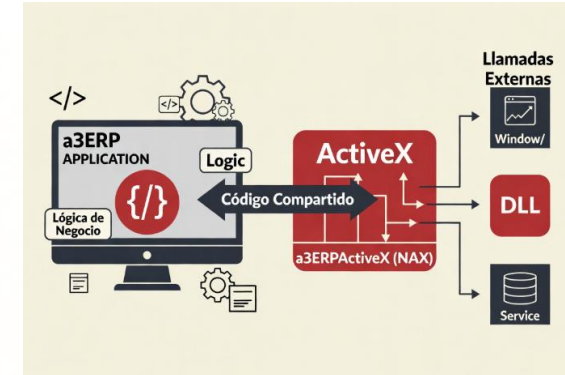 </>
</>
a3ERP
APPLICATION
{/}
Lógica de
Negocio
Logic
Código Compartido
ActiveX
a3ERPActiveX (NAX)
Llamadas
Externas
Window/
DLL
Service